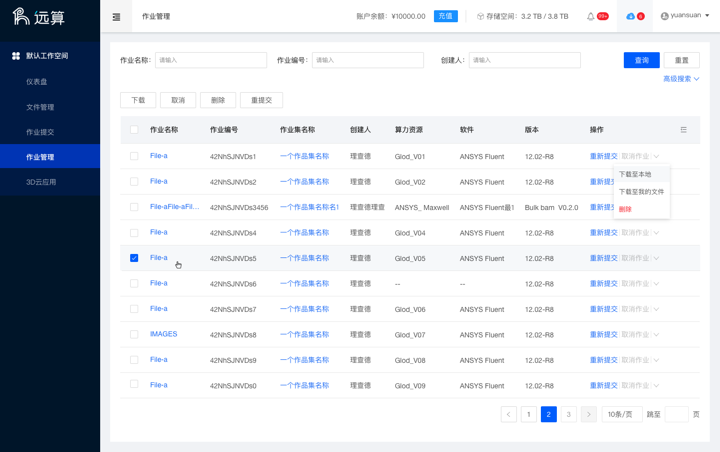 远算
作业管理
账户余额: ¥10000.00
充值
存储空间: 3.2 TB / 3.8 TB
99+
6
yuansuan
默认工作空间
仪表盘
文件管理
作业提交
作业管理
3D云应用
作业名称: 请输入
作业编号: 请输入
创建人: 请输入
查询
重置
高级搜索
下载
取消
删除
重提交
作业名称 作业编号 作业集名称 创建人 算力资源 软件 版本 操作
File-a 42NhSJNVDs1 一个作品集名称 理查德 Glod_V01 ANSYS Fluent 12.02-R8 重新提交 取消作业
File-a 42NhSJNVDs2 一个作品集名称 理查德 Glod_V02 ANSYS Fluent 12.02-R8 重新提交
File-aFile-aFil... 42NhSJNVDs3456 一个作品集名称名1 理查德理查 ANSYS_ Maxwell ANSYS Fluent最1 Bulk barn V0.2.0 重新提交
下载至本地
下载至我的文件
删除
File-a 42NhSJNVDs4 一个作品集名称 理查德 Glod_V04 ANSYS Fluent 12.02-R8 重新提交 取消作业
File-a 42NhSJNVDs5 一个作品集名称 理查德 Glod_V05 ANSYS Fluent 12.02-R8 重新提交 取消作业
File-a 42NhSJNVDs6 一个作品集名称 理查德 -- -- 12.02-R8 重新提交 取消作业
File-a 42NhSJNVDs7 一个作品集名称 理查德 Glod_V06 ANSYS Fluent 12.02-R8 重新提交 取消作业
IMAGES 42NhSJNVDs8 一个作品集名称 理查德 Glod_V07 ANSYS Fluent 12.02-R8 重新提交 取消作业
File-a 42NhSJNVDs9 一个作品集名称 理查德 Glod_V08 ANSYS Fluent 12.02-R8 重新提交 取消作业
File-a 42NhSJNVDs0 一个作品集名称 理查德 Glod_V09 ANSYS Fluent 12.02-R8 重新提交 取消作业
1 2 3 10条/页 跳至 页